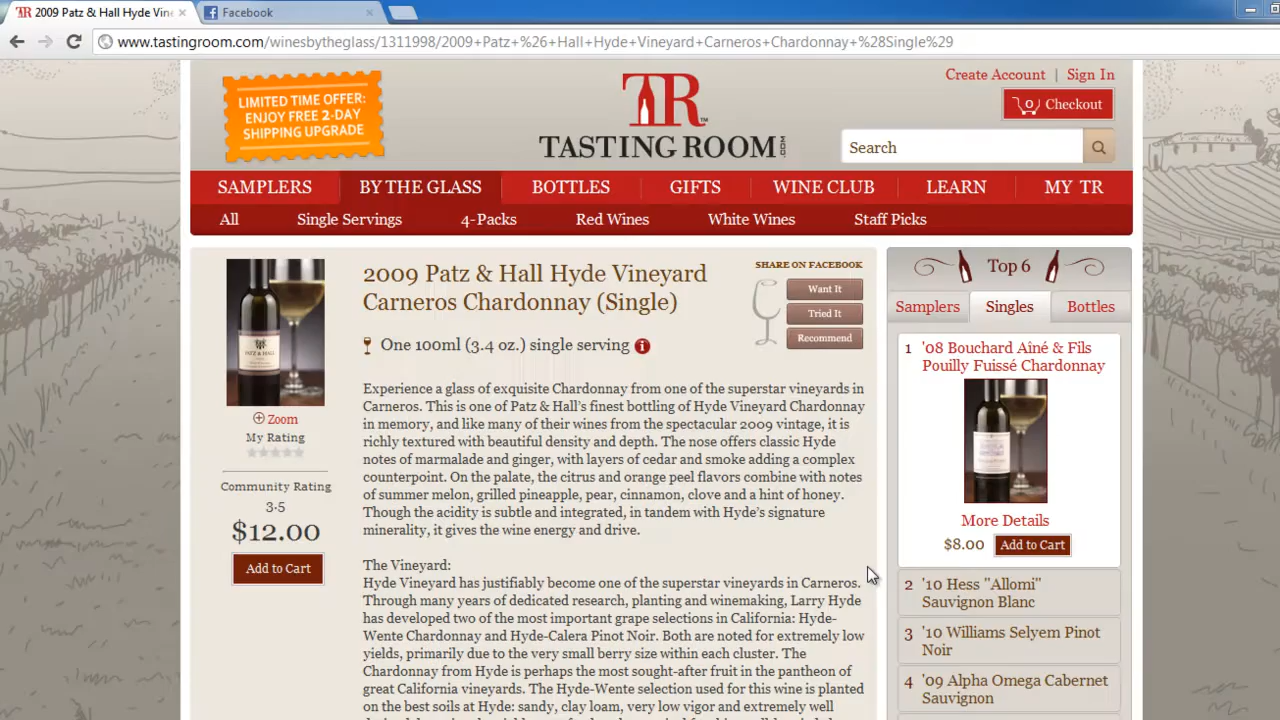 2009 Patz & Hall Hyde Vine
Facebook
www.tastingroom.com/winesbytheglass/1311998/2009+Patz+%26+Hall+Hyde+Vineyard+Carneros+Chardonnay+%28Single%29
LIMITED TIME OFFER:
ENJOY FREE 2-DAY
SHIPPING UPGRADE
TR™
TASTING ROOM.COM
Create Account | Sign In
0 Checkout
Search
SAMPLERS BY THE GLASS BOTTLES GIFTS WINE CLUB LEARN MY TR
All Single Servings 4-Packs Red Wines White Wines Staff Picks
Zoom
My Rating
Community Rating
3.5
$12.00
Add to Cart
2009 Patz & Hall Hyde Vineyard
Carneros Chardonnay (Single)
One 100ml (3.4 oz.) single serving i
SHARE ON FACEBOOK
Want It
Tried It
Recommend
Experience a glass of exquisite Chardonnay from one of the superstar vineyards in
Carneros. This is one of Patz & Hall's finest bottling of Hyde Vineyard Chardonnay
in memory, and like many of their wines from the spectacular 2009 vintage, it is
richly textured with beautiful density and depth. The nose offers classic Hyde
notes of marmalade and ginger, with layers of cedar and smoke adding a complex
counterpoint. On the palate, the citrus and orange peel flavors combine with notes
of summer melon, grilled pineapple, pear, cinnamon, clove and a hint of honey.
Though the acidity is subtle and integrated, in tandem with Hyde's signature
minerality, it gives the wine energy and drive.
The Vineyard:
Hyde Vineyard has justifiably become one of the superstar vineyards in Carneros.
Through many years of dedicated research, planting and winemaking, Larry Hyde
has developed two of the most important grape selections in California: Hyde-
Wente Chardonnay and Hyde-Calera Pinot Noir. Both are noted for extremely low
yields, primarily due to the very small berry size within each cluster. The
Chardonnay from Hyde is perhaps the most sought-after fruit in the pantheon of
great California vineyards. The Hyde-Wente selection used for this wine is planted
on the best soils at Hyde: sandy, clay loam, very low vigor and extremely well
Top 6
Samplers Singles Bottles
1 '08 Bouchard Ainé & Fils
Pouilly Fuissé Chardonnay
More Details
$8.00 Add to Cart
2 '10 Hess "Allomi"
Sauvignon Blanc
3 '10 Williams Selyem Pinot
Noir
4 '09 Alpha Omega Cabernet
Sauvignon